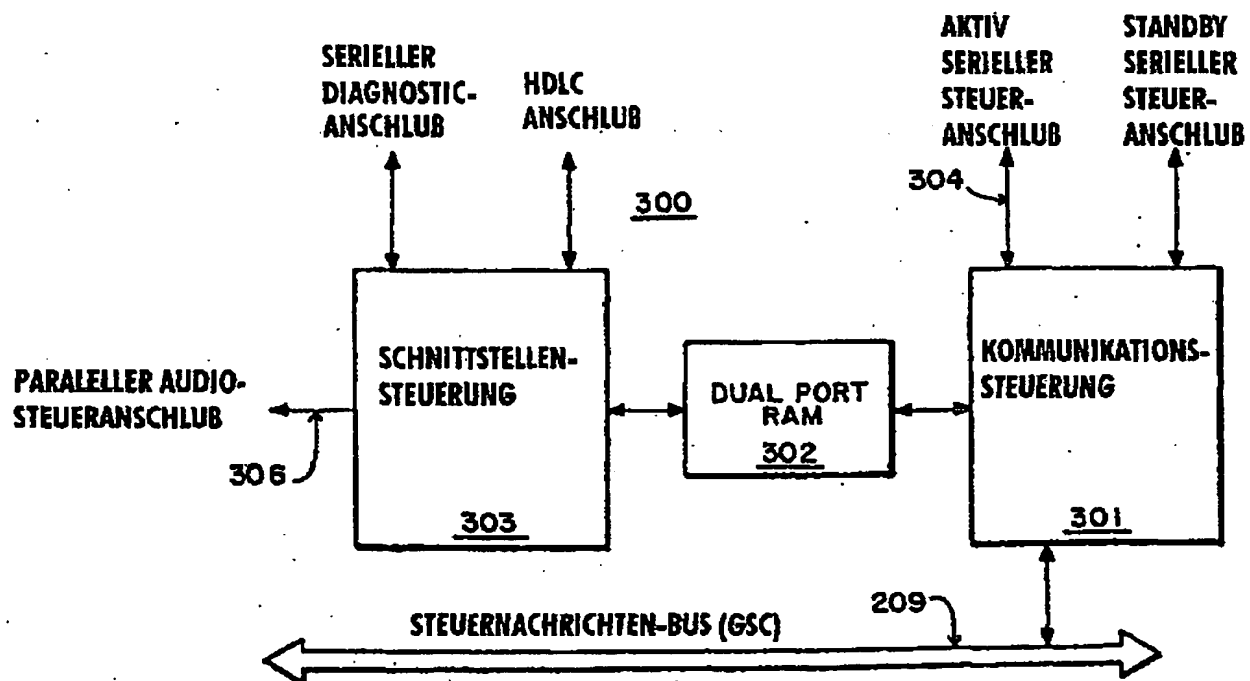 SERIELLER
DIAGNOSTIC-
ANSCHLUB
HDLC
ANSCHLUB
AKTIV
SERIELLER
STEUER-
ANSCHLUB
STANDBY
SERIELLER
STEUER-
ANSCHLUB
304
300
SCHNITTSTELLEN-
STEUERUNG
303
PARALELLER AUDIO-
STEUERANSCHLUB
306
DUAL PORT
RAM
302
KOMMUNIKATIONS-
STEUERUNG
301
209
STEUERNACHRICHTEN-BUS (GSC)